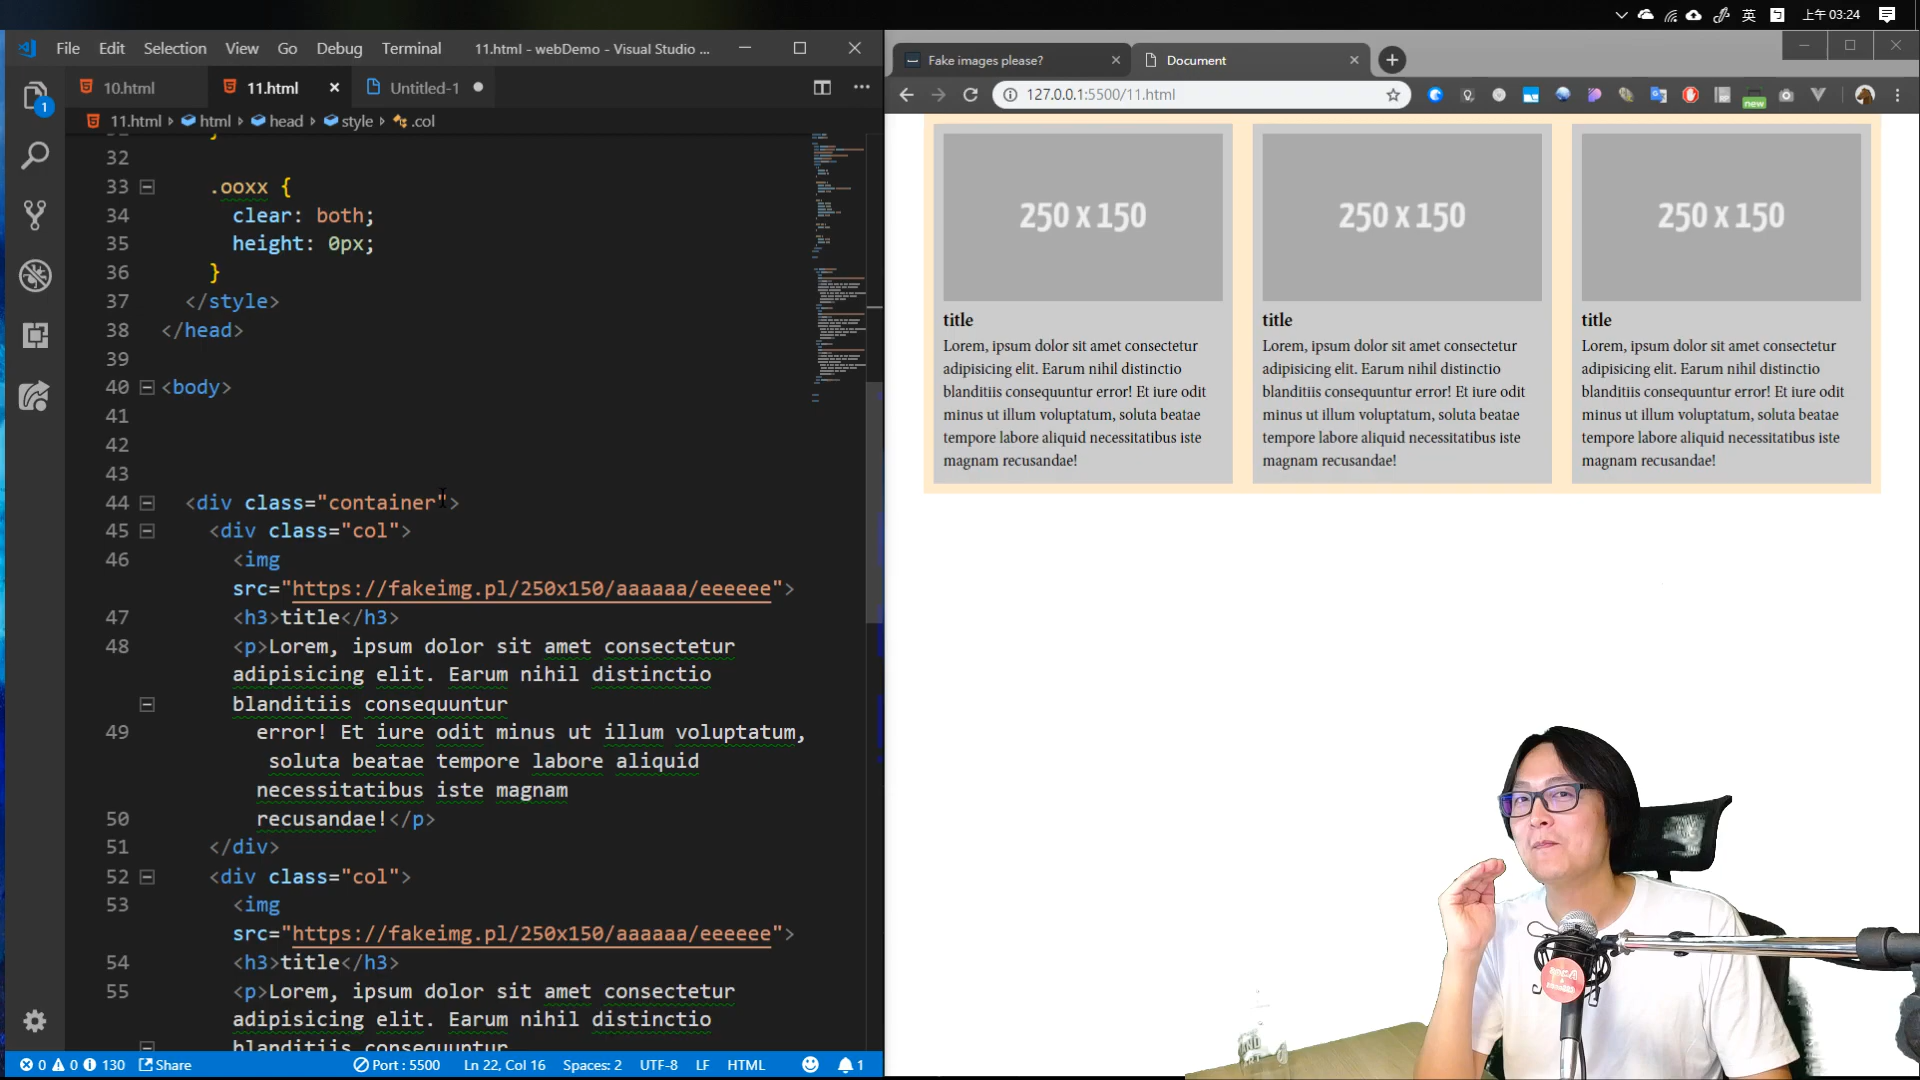 英 上午 03:24
File Edit Selection View Go Debug Terminal 11.html - webDemo - Visual Studio ...
10.html 11.html Untitled-1
11.html html head style .col
32
33 .ooxx {
34 clear: both;
35 height: 0px;
36 }
37 </style>
38 </head>
39
40 <body>
41
42
43
44 <div class="container">
45 <div class="col">
46 <img
src="https://fakeimg.pl/250x150/aaaaaa/eeeeee">
47 <h3>title</h3>
48 <p>Lorem, ipsum dolor sit amet consectetur
adipisicing elit. Earum nihil distinctio
blanditiis consequuntur
49 error! Et iure odit minus ut illum voluptatum,
soluta beatae tempore labore aliquid
necessitatibus iste magnam
50 recusandae!</p>
51 </div>
52 <div class="col">
53 <img
src="https://fakeimg.pl/250x150/aaaaaa/eeeeee">
54 <h3>title</h3>
55 <p>Lorem, ipsum dolor sit amet consectetur
adipisicing elit. Earum nihil distinctio
blanditiis consequuntur
1
0 0 130 Share Port : 5500 Ln 22, Col 16 Spaces: 2 UTF-8 LF HTML 1
Fake images please? Document
127.0.0.1:5500/11.html
new
250 x 150
title
Lorem, ipsum dolor sit amet consectetur
adipisicing elit. Earum nihil distinctio
blanditiis consequuntur error! Et iure odit
minus ut illum voluptatum, soluta beatae
tempore labore aliquid necessitatibus iste
magnam recusandae!
250 x 150
title
Lorem, ipsum dolor sit amet consectetur
adipisicing elit. Earum nihil distinctio
blanditiis consequuntur error! Et iure odit
minus ut illum voluptatum, soluta beatae
tempore labore aliquid necessitatibus iste
magnam recusandae!
250 x 150
title
Lorem, ipsum dolor sit amet consectetur
adipisicing elit. Earum nihil distinctio
blanditiis consequuntur error! Et iure odit
minus ut illum voluptatum, soluta beatae
tempore labore aliquid necessitatibus iste
magnam recusandae!